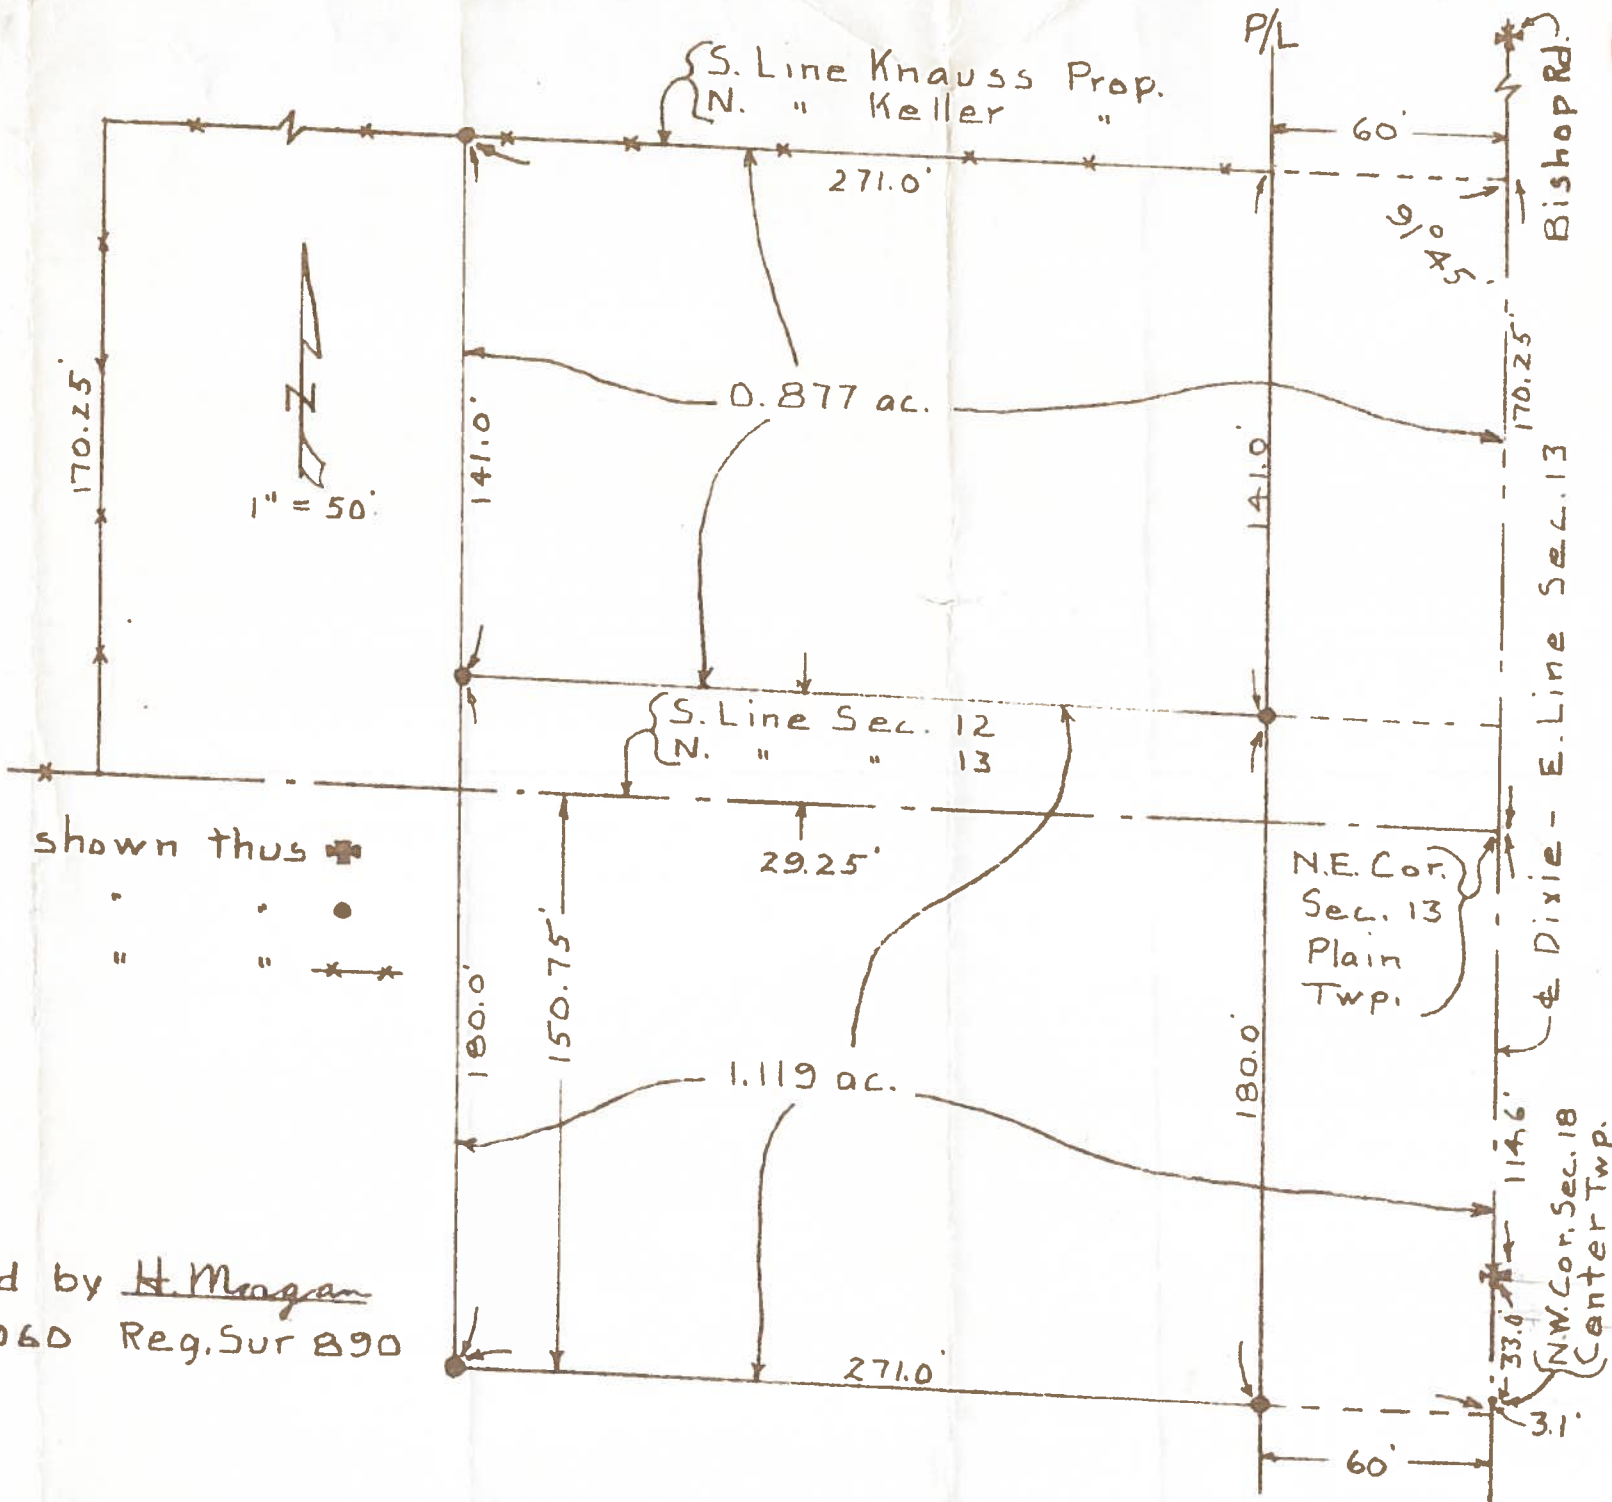 P/L
S. Line Knauss Prop.
N. " Keller "
60'
Bishop Rd.
271.0'
91° 45'
170.25'
N
1" = 50'
141.0'
0.877 ac.
141.0'
170.25'
S. Line Sec. 12
N. " " 13
29.25'
shown thus
" "
" "
N.E. Cor.
Sec. 13
Plain
Twp.
℄ Dixie - E. Line Sec. 13
180.0'
150.75'
1.119 ac.
180.0'
114.6'
N.W. Cor. Sec. 18
Center Twp.
33.0'
3.1'
d by H. Morgan
060 Reg. Sur 890
271.0'
60'